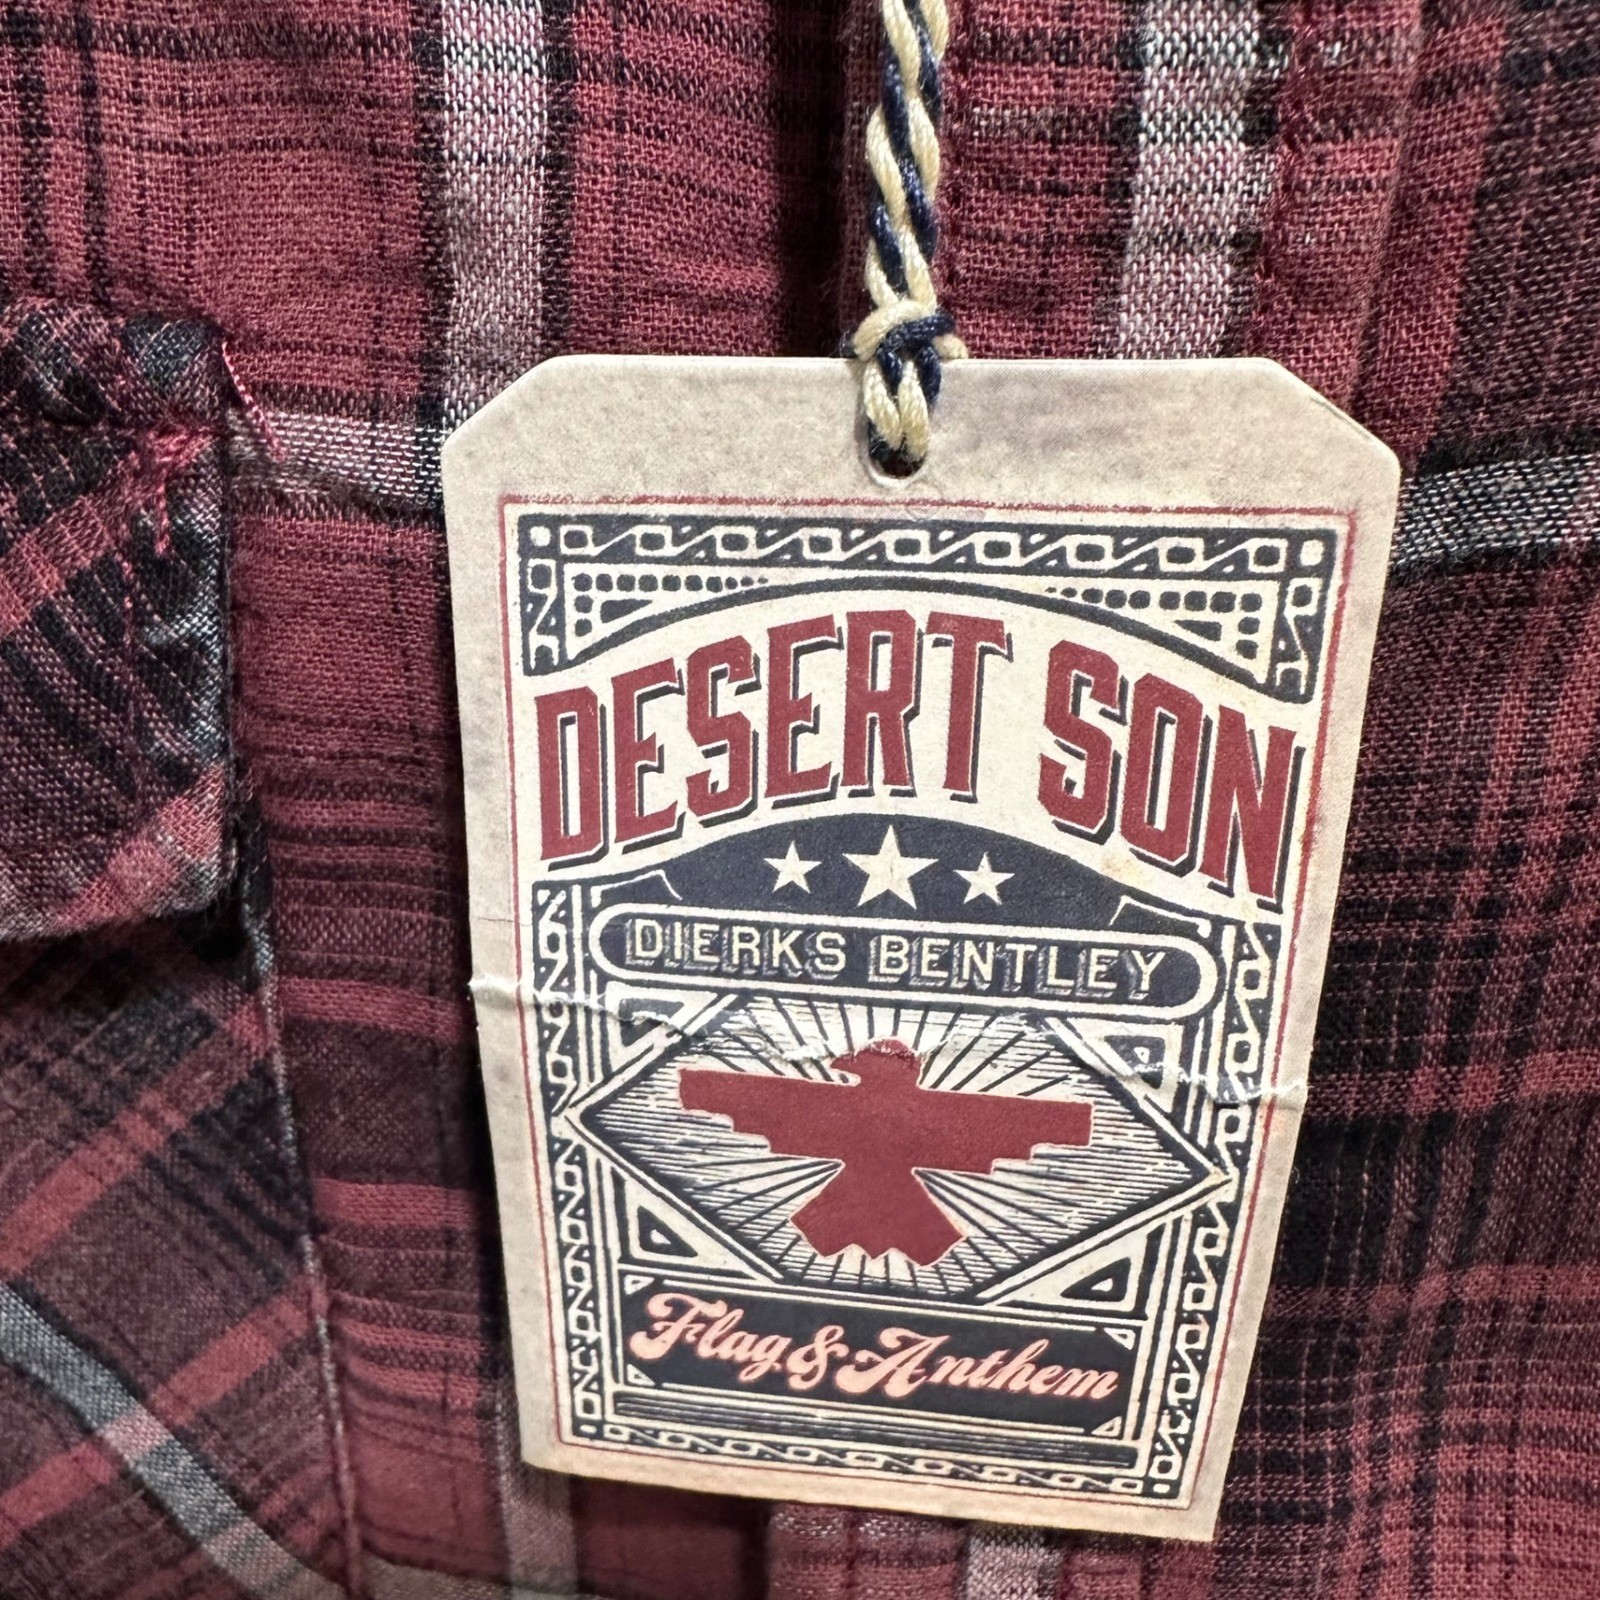 DESERT SON
DIERKS BENTLEY
Flag & Anthem